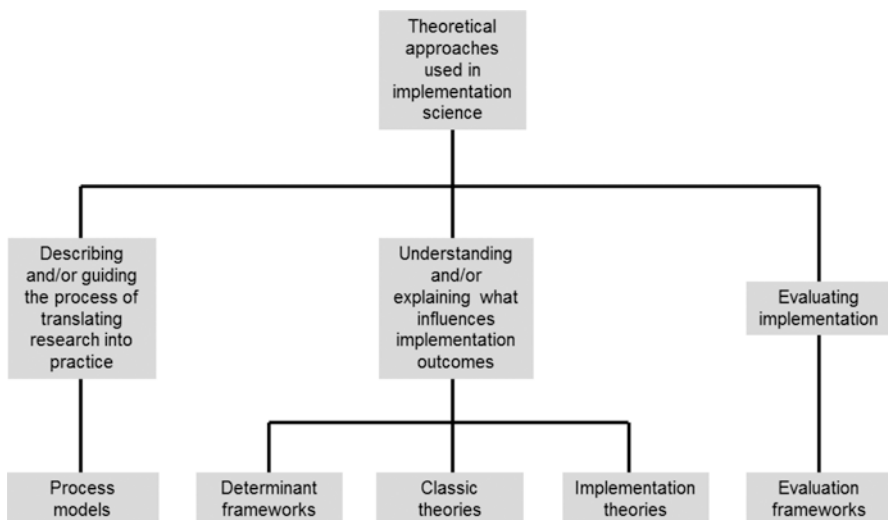 Theoretical
approaches
used in
implementation
science
Describing
and/or guiding
the process of
translating
research into
practice
Understanding
and/or
explaining what
influences
implementation
outcomes
Evaluating
implementation
Process
models
Determinant
frameworks
Classic
theories
Implementation
theories
Evaluation
frameworks